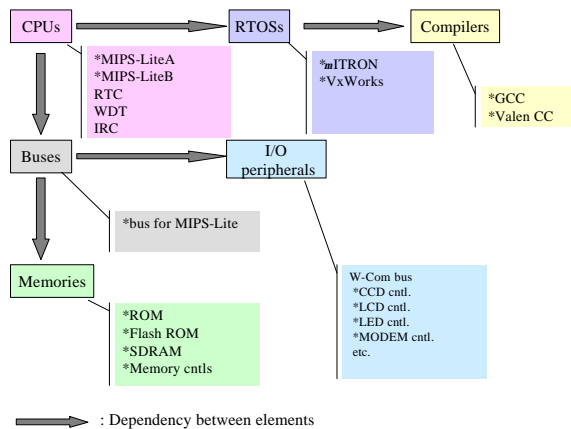 CPUs
RTOSs
Compilers
*MIPS-LiteA
*MIPS-LiteB
RTC
WDT
IRC
*mITRON
*VxWorks
*GCC
*Valen CC
Buses
I/O
peripherals
*bus for MIPS-Lite
Memories
*ROM
*Flash ROM
*SDRAM
*Memory cntls
W-Com bus
*CCD cntl.
*LCD cntl.
*LED cntl.
*MODEM cntl.
etc.
: Dependency between elements